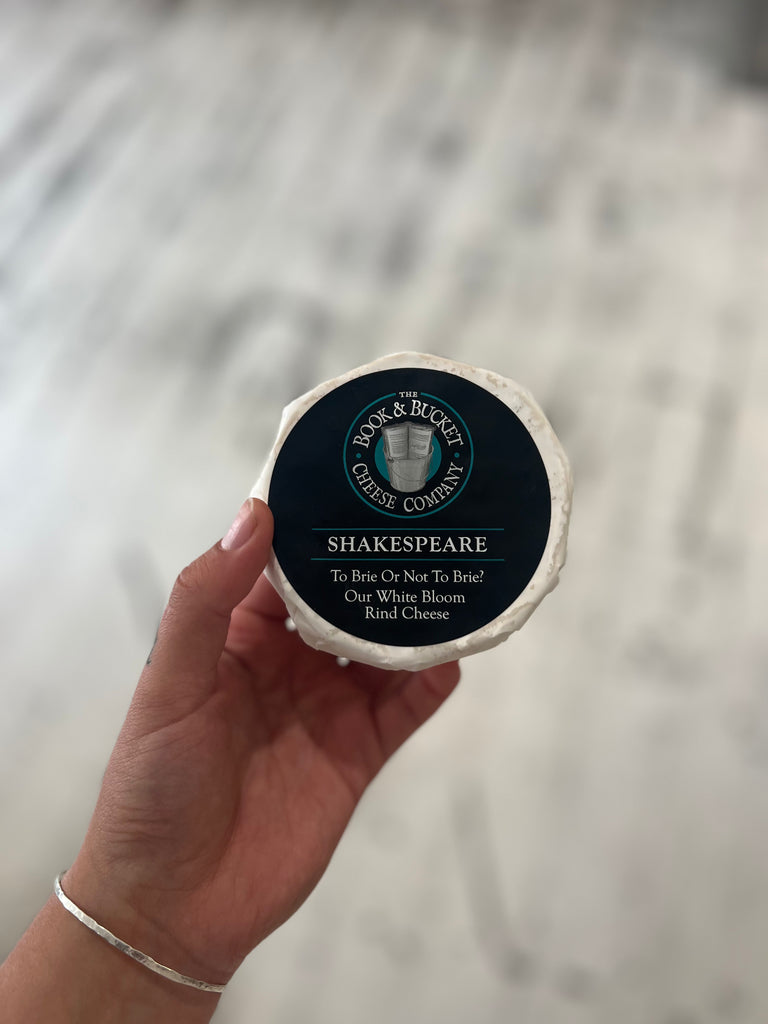 THE
BOOK & BUCKET
CHEESE COMPANY
SHAKESPEARE
To Brie Or Not To Brie?
Our White Bloom
Rind Cheese